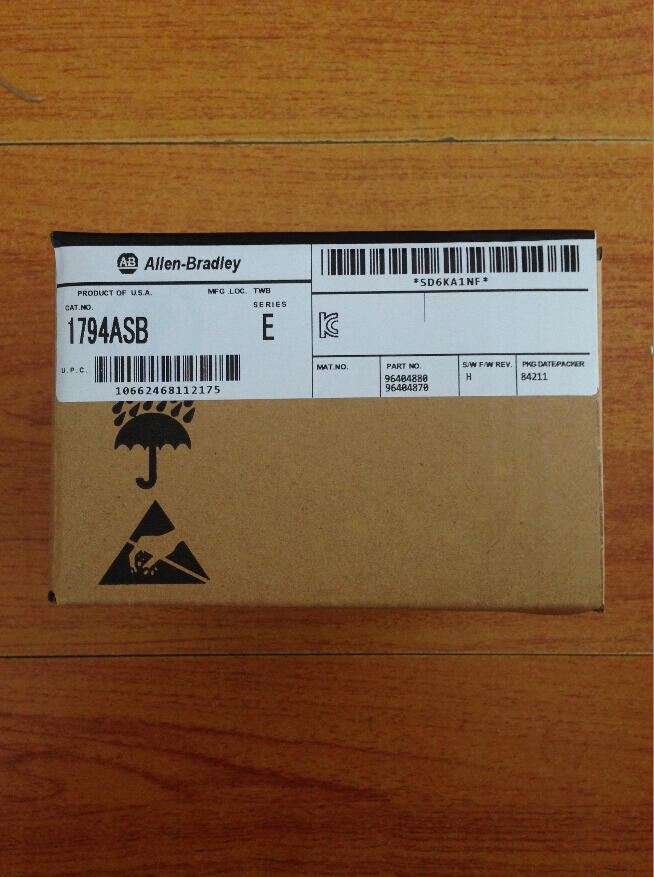 AB Allen-Bradley
PRODUCT OF U.S.A. MFG .LOC. TWB
CAT.NO. SERIES
1794ASB E
U.P.C.
10662468112175
*SD6KA1NF*
MAT.NO. PART NO. S/W F/W REV. PKG DATE/PACKER
96404880 H 84211
96404870